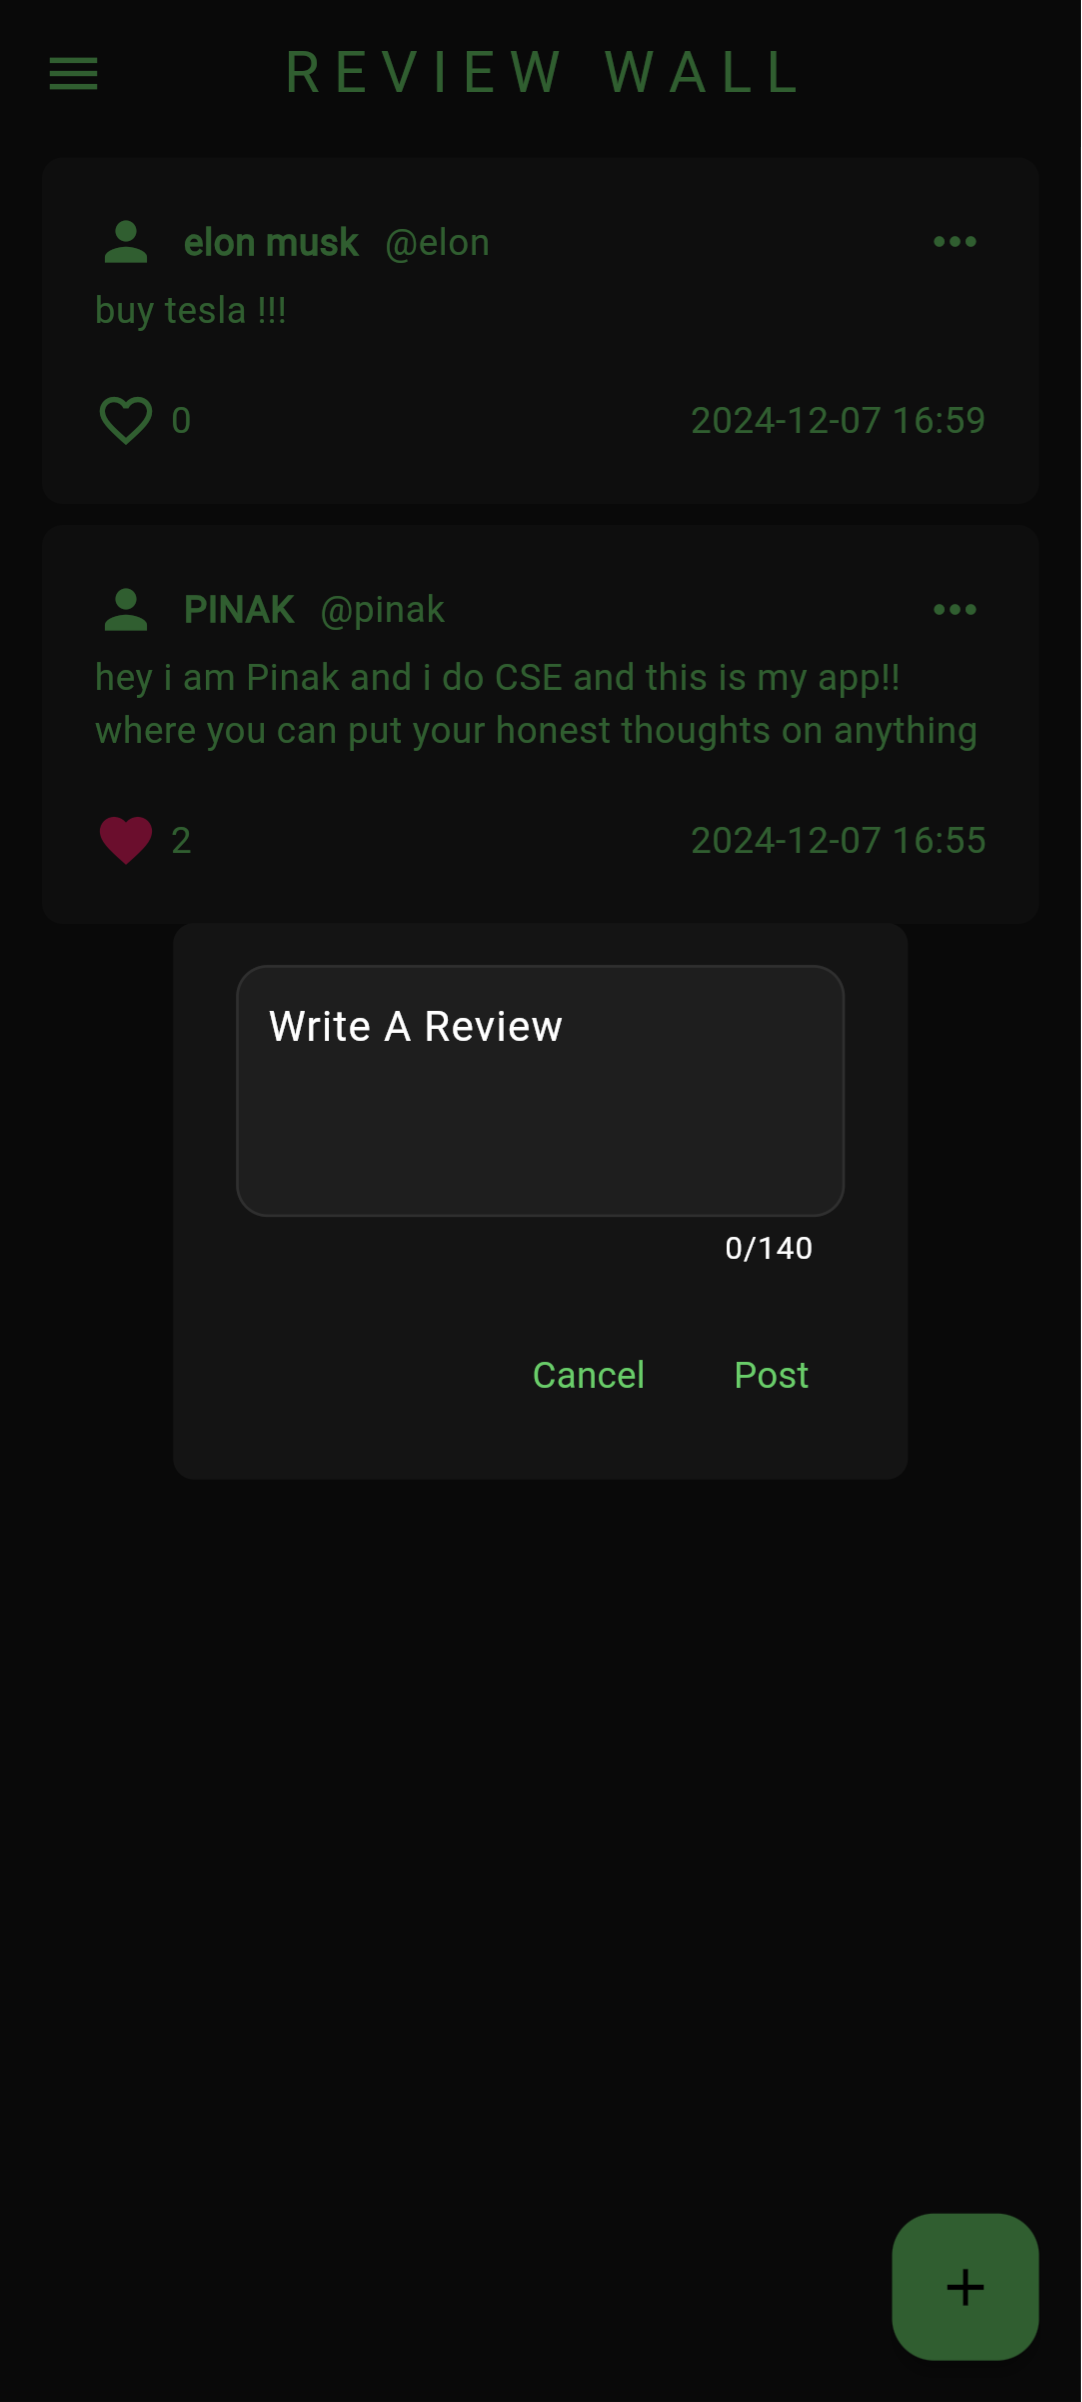 REVIEW WALL
elon musk @elon
buy tesla !!!
0 2024-12-07 16:59
PINAK @pinak
hey i am Pinak and i do CSE and this is my app!!
where you can put your honest thoughts on anything
2 2024-12-07 16:55
Write A Review
0/140
Cancel Post